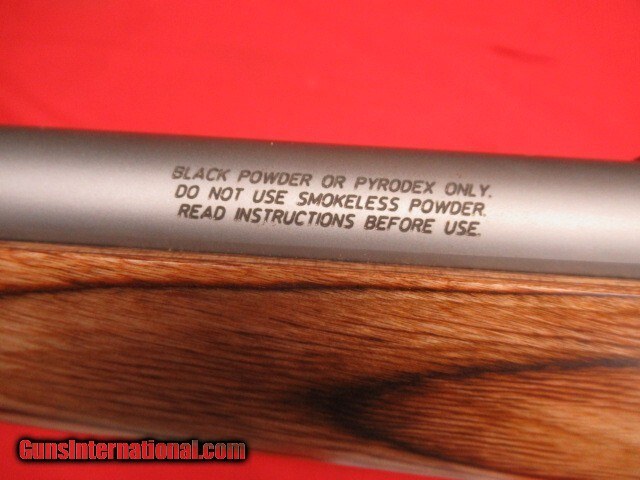 BLACK POWDER OR PYRODEX ONLY.
DO NOT USE SMOKELESS POWDER.
READ INSTRUCTIONS BEFORE USE.
GunsInternational.com